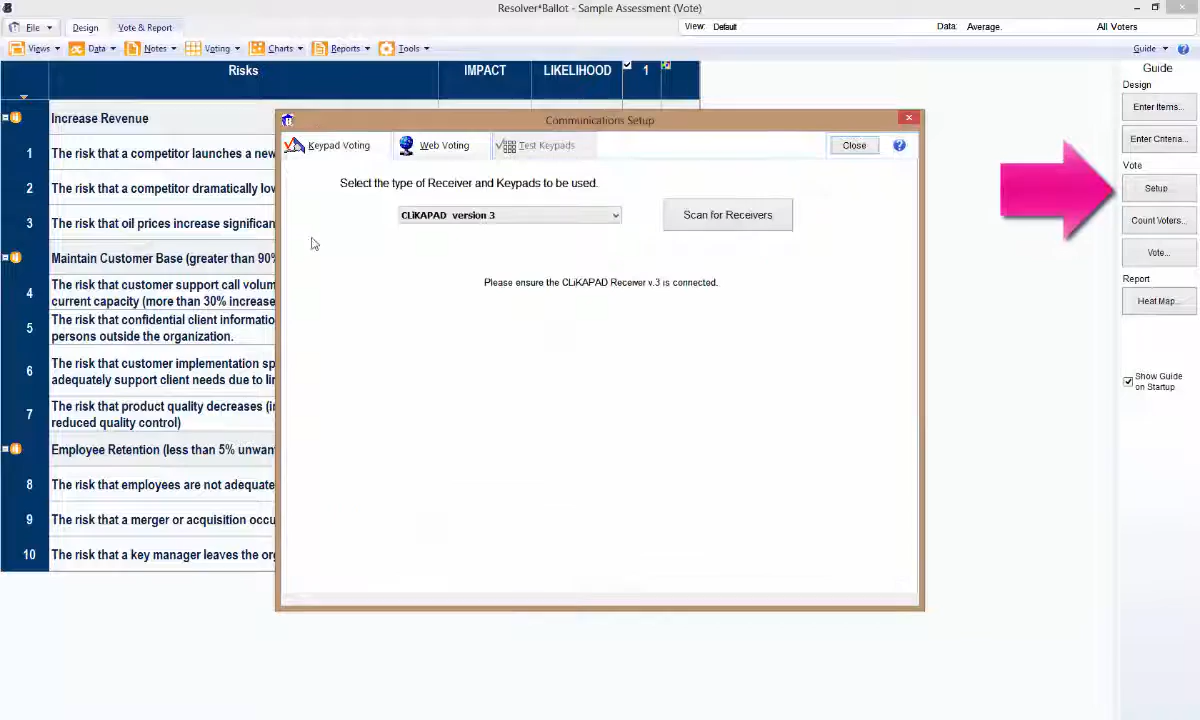 Resolver*Ballot - Sample Assessment (Vote)
File
Design
Vote & Report
View: Default
Data: Average.
All Voters
Views
Data
Notes
Voting
Charts
Reports
Tools
Guide
Risks
IMPACT
LIKELIHOOD
1
Increase Revenue
1 The risk that a competitor launches a new
2 The risk that a competitor dramatically lov
3 The risk that oil prices increase significan
Maintain Customer Base (greater than 90%
4 The risk that customer support call volum
current capacity (more than 30% increase
5 The risk that confidential client informatio
persons outside the organization.
6 The risk that customer implementation sp
adequately support client needs due to lin
7 The risk that product quality decreases (in
reduced quality control)
Employee Retention (less than 5% unwan
8 The risk that employees are not adequate
9 The risk that a merger or acquisition occu
10 The risk that a key manager leaves the org
Communications Setup
Keypad Voting
Web Voting
Test Keypads
Close
Select the type of Receiver and Keypads to be used.
CLiKAPAD version 3
Scan for Receivers
Please ensure the CLiKAPAD Receiver v.3 is connected.
Guide
Design
Enter Items...
Enter Criteria...
Vote
Setup...
Count Voters...
Vote...
Report
Heat Map...
Show Guide
on Startup